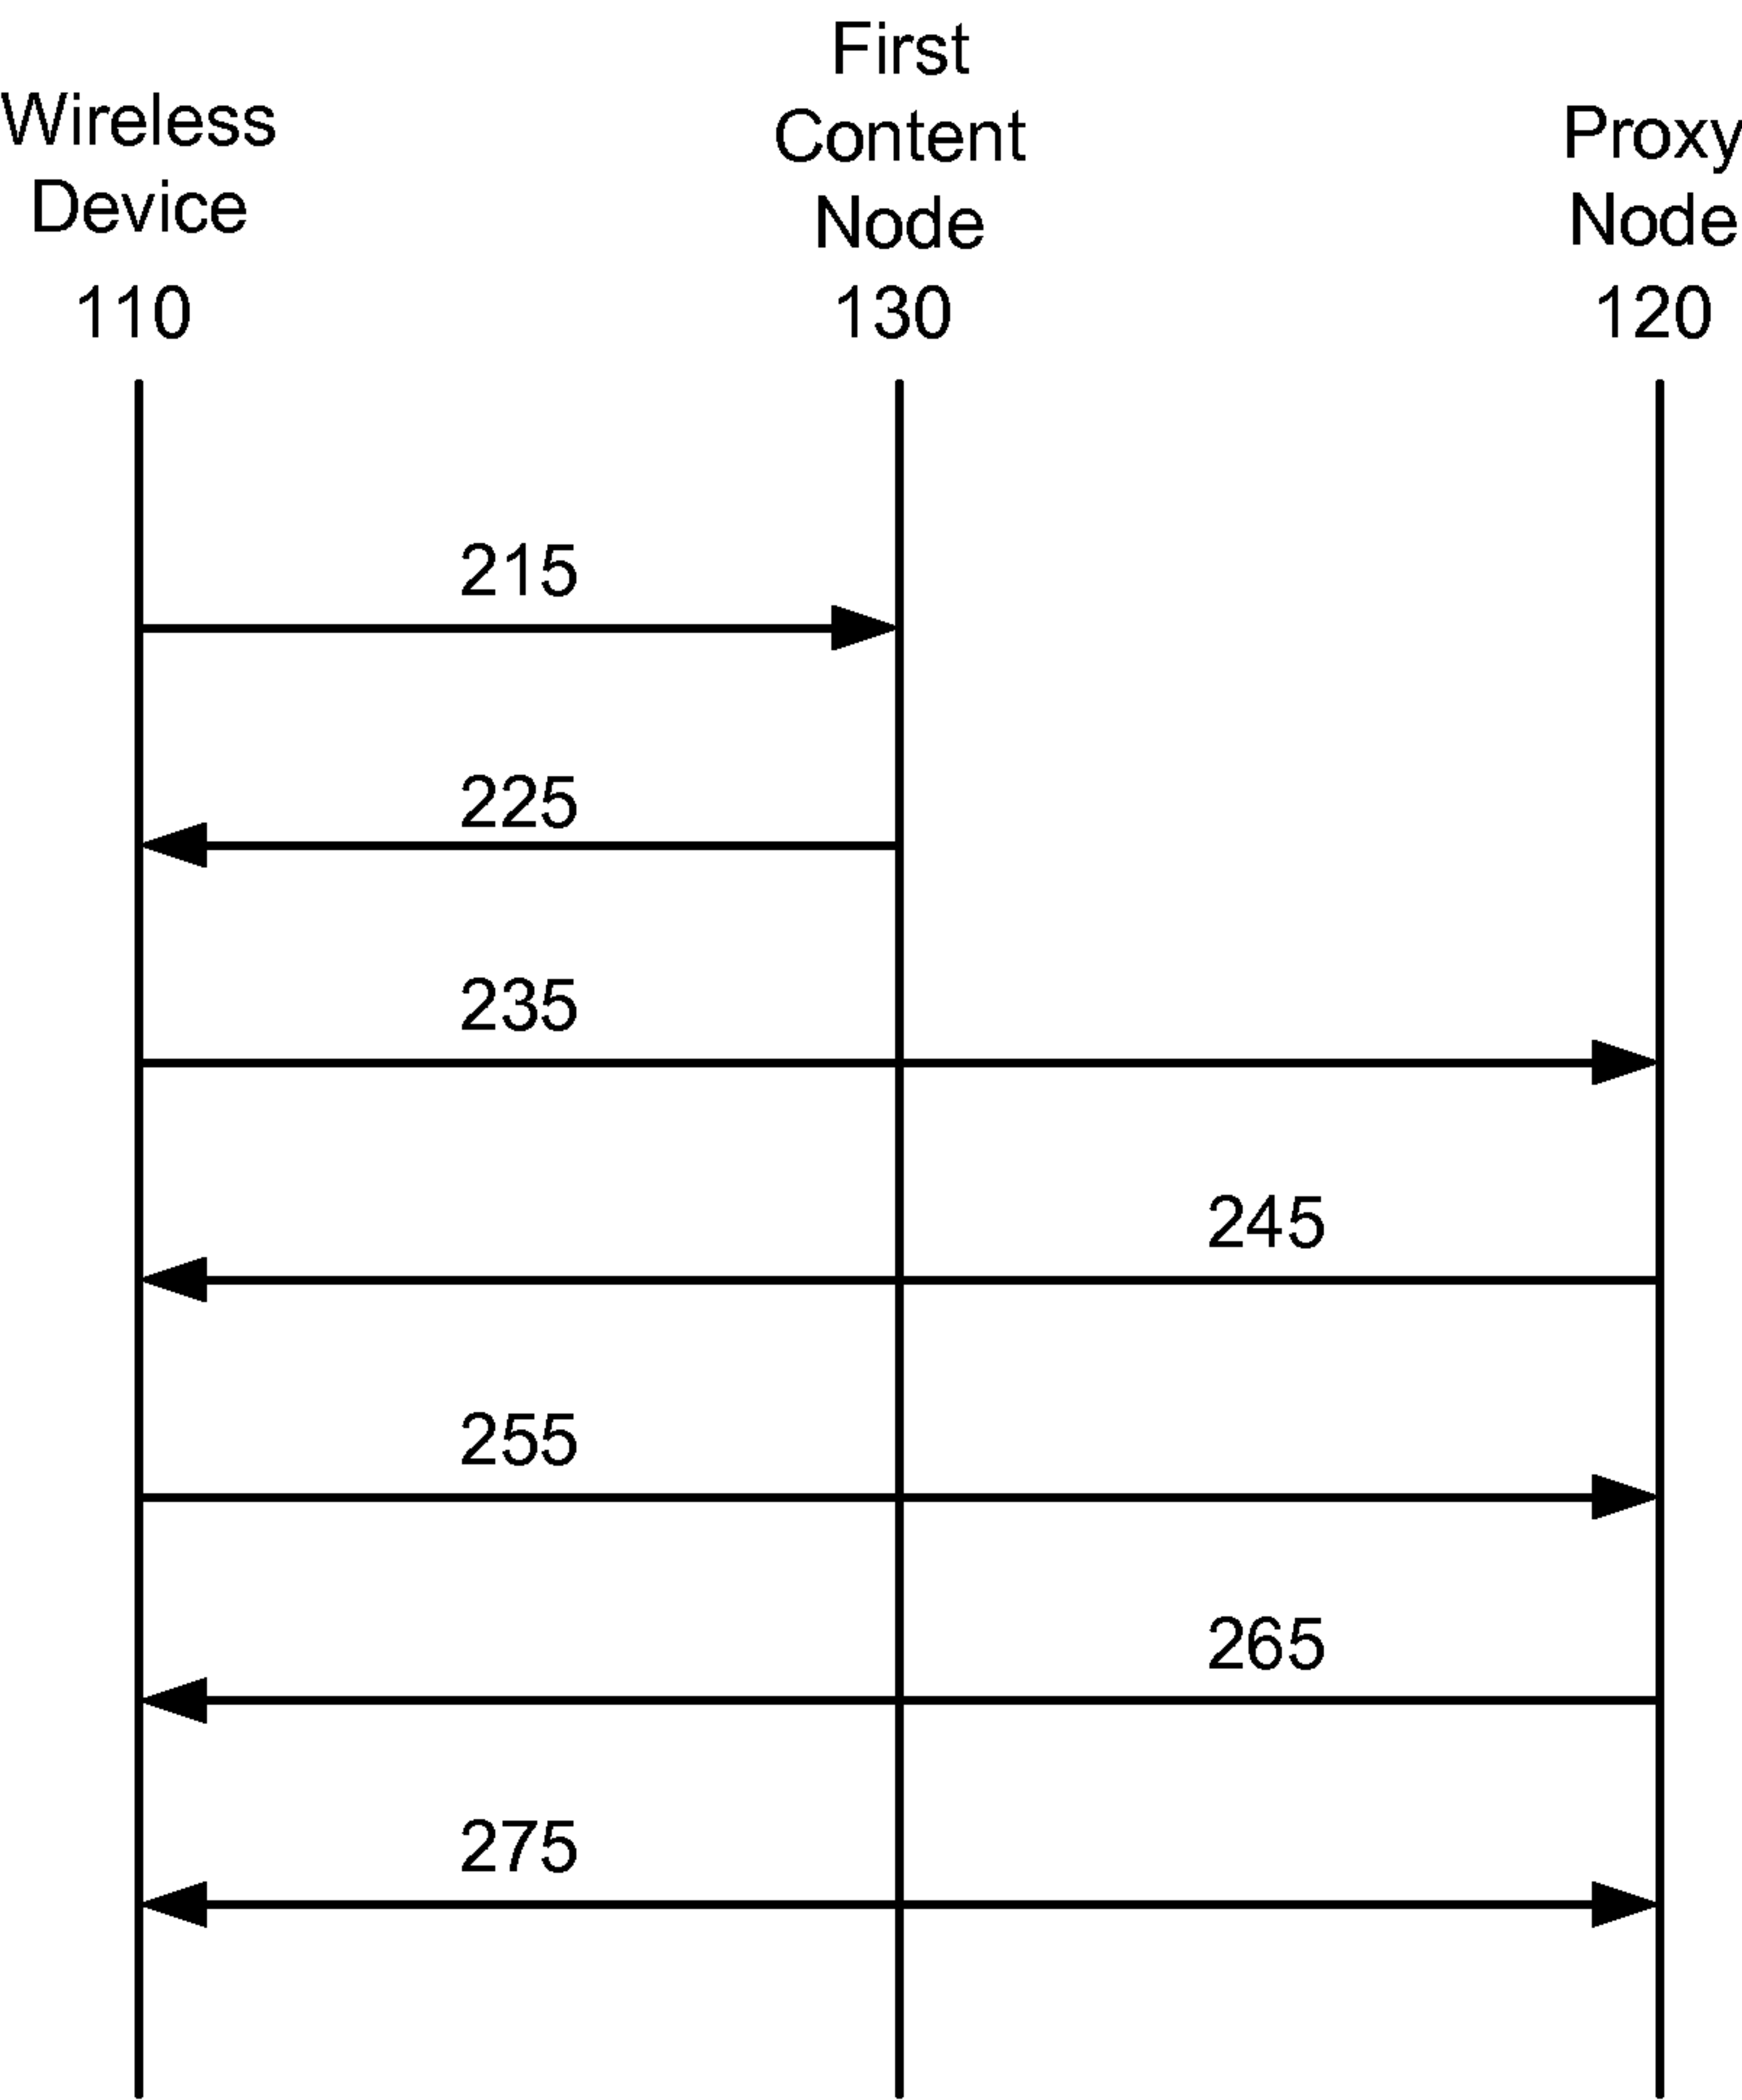 Wireless
Device
110
First
Content
Node
130
Proxy
Node
120
215
225
235
245
255
265
275